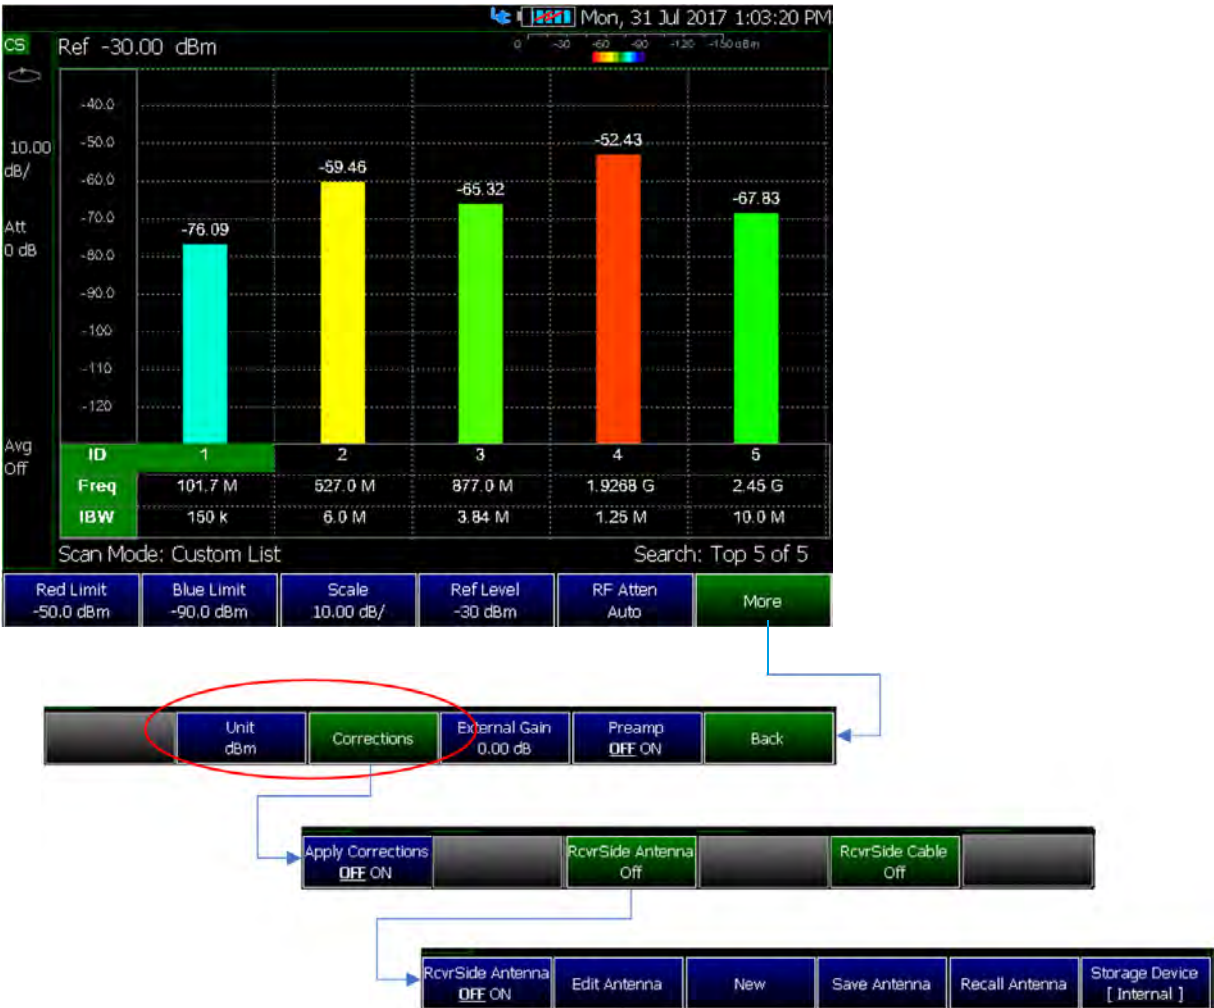 Mon, 31 Jul 2017 1:03:20 PM
CS
Ref -30.00 dBm
0 -30 -60 -90 -120 -150 dBm
10.00
dB/
Att
0 dB
Avg
Off
-40.0
-50.0
-60.0
-70.0
-80.0
-90.0
-100
-110
-120
-76.09
-59.46
-65.32
-52.43
-67.83
ID 1 2 3 4 5
Freq 101.7 M 527.0 M 877.0 M 1.9268 G 2.45 G
IBW 150 k 6.0 M 3.84 M 1.25 M 10.0 M
Scan Mode: Custom List Search: Top 5 of 5
Red Limit
-50.0 dBm
Blue Limit
-90.0 dBm
Scale
10.00 dB/
Ref Level
-30 dBm
RF Atten
Auto
More
Unit
dBm
Corrections
External Gain
0.00 dB
Preamp
OFF ON
Back
Apply Corrections
OFF ON
RcvrSide Antenna
Off
RcvrSide Cable
Off
RcvrSide Antenna
OFF ON
Edit Antenna
New
Save Antenna
Recall Antenna
Storage Device
[ Internal ]